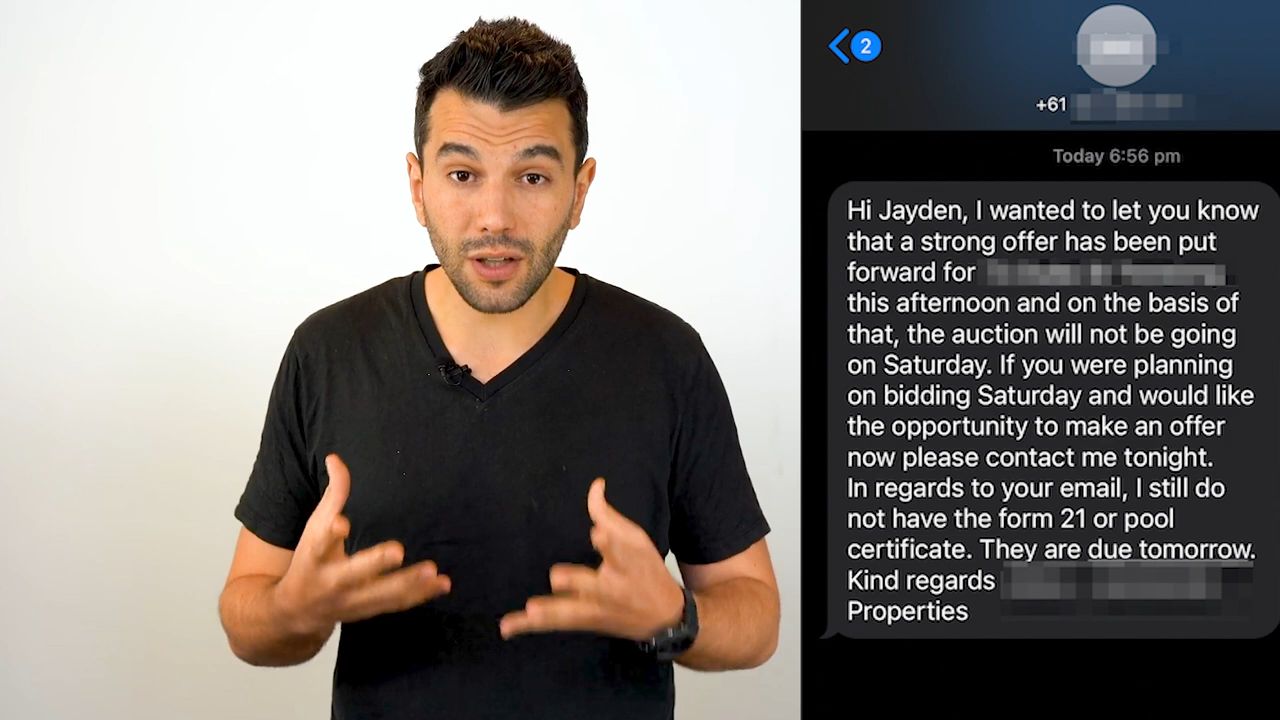 2
+61
Today 6:56 pm
Hi Jayden, I wanted to let you know
that a strong offer has been put
forward for
this afternoon and on the basis of
that, the auction will not be going
on Saturday. If you were planning
on bidding Saturday and would like
the opportunity to make an offer
now please contact me tonight.
In regards to your email, I still do
not have the form 21 or pool
certificate. They are due tomorrow.
Kind regards
Properties